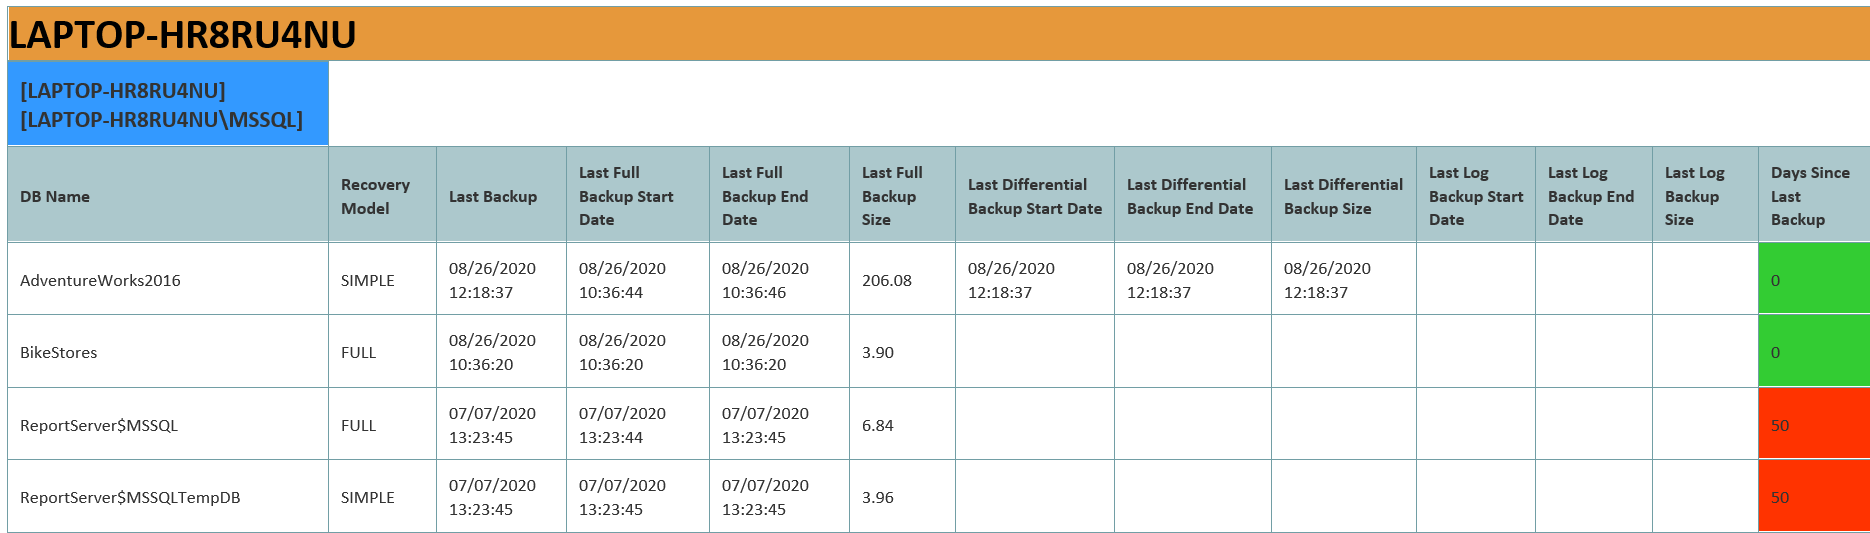 LAPTOP-HR8RU4NU
[LAPTOP-HR8RU4NU]
[LAPTOP-HR8RU4NU\MSSQL]
DB Name
Recovery
Model
Last Backup
Last Full
Backup Start
Date
Last Full
Backup End
Date
Last Full
Backup
Size
Last Differential
Backup Start Date
Last Differential
Backup End Date
Last Differential
Backup Size
Last Log
Backup Start
Date
Last Log
Backup End
Date
Last Log
Backup
Size
Days Since
Last
Backup
AdventureWorks2016
SIMPLE
08/26/2020
12:18:37
08/26/2020
10:36:44
08/26/2020
10:36:46
206.08
08/26/2020
12:18:37
08/26/2020
12:18:37
08/26/2020
12:18:37
0
BikeStores
FULL
08/26/2020
10:36:20
08/26/2020
10:36:20
08/26/2020
10:36:20
3.90
0
ReportServer$MSSQL
FULL
07/07/2020
13:23:45
07/07/2020
13:23:44
07/07/2020
13:23:45
6.84
50
ReportServer$MSSQLTempDB
SIMPLE
07/07/2020
13:23:45
07/07/2020
13:23:45
07/07/2020
13:23:45
3.96
50